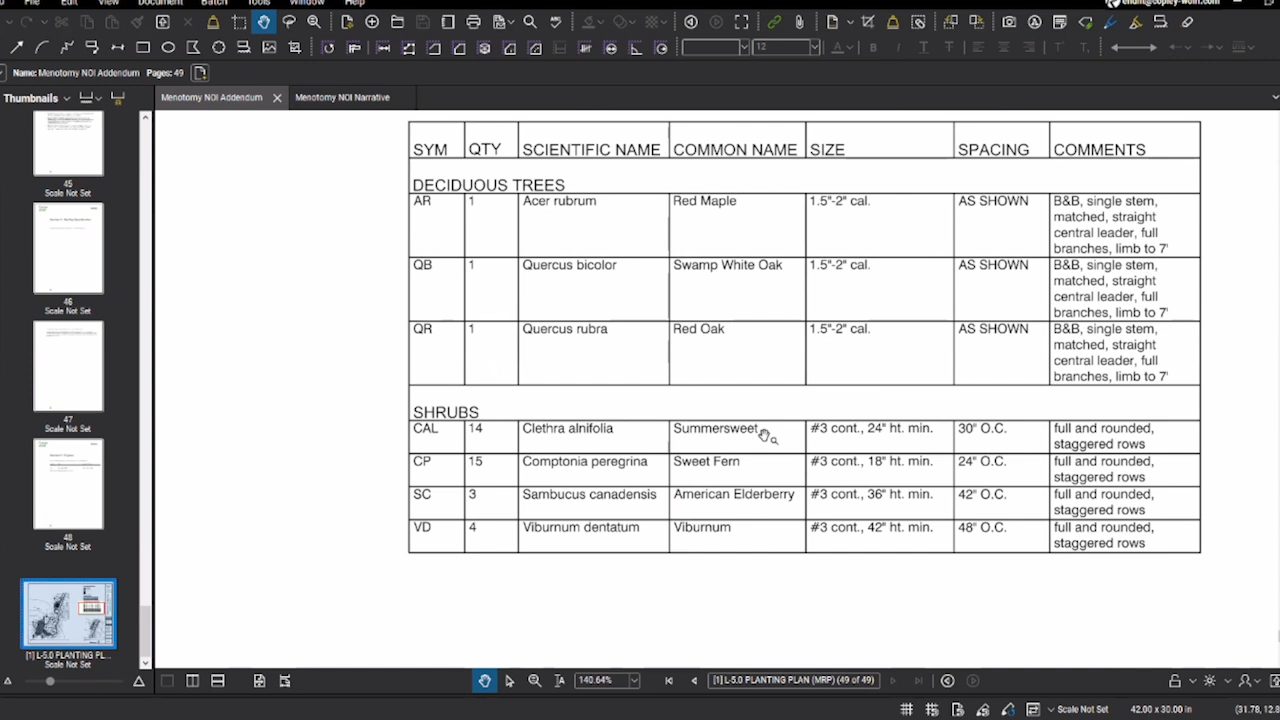 Edit View Document Batch Tools Window Help
Name: Menotomy NOI Addendum Pages: 49
Thumbnails
Menotomy NOI Addendum
Menotomy NOI Narrative
45
Scale Not Set
46
Scale Not Set
47
Scale Not Set
48
Scale Not Set
[1] L-5.0 PLANTING PL...
Scale Not Set
12
SYM QTY SCIENTIFIC NAME COMMON NAME SIZE SPACING COMMENTS
DECIDUOUS TREES
AR 1 Acer rubrum Red Maple 1.5"-2" cal. AS SHOWN B&B, single stem,
matched, straight
central leader, full
branches, limb to 7'
QB 1 Quercus bicolor Swamp White Oak 1.5"-2" cal. AS SHOWN B&B, single stem,
matched, straight
central leader, full
branches, limb to 7'
QR 1 Quercus rubra Red Oak 1.5"-2" cal. AS SHOWN B&B, single stem,
matched, straight
central leader, full
branches, limb to 7'
SHRUBS
CAL 14 Clethra alnifolia Summersweet #3 cont., 24" ht. min. 30" O.C. full and rounded,
staggered rows
CP 15 Comptonia peregrina Sweet Fern #3 cont., 18" ht. min. 24" O.C. full and rounded,
staggered rows
SC 3 Sambucus canadensis American Elderberry #3 cont., 36" ht. min. 42" O.C. full and rounded,
staggered rows
VD 4 Viburnum dentatum Viburnum #3 cont., 42" ht. min. 48" O.C. full and rounded,
staggered rows
140.64%
[1] L-5.0 PLANTING PLAN (MRP) (49 of 49)
Scale Not Set
42.00 x 30.00 in